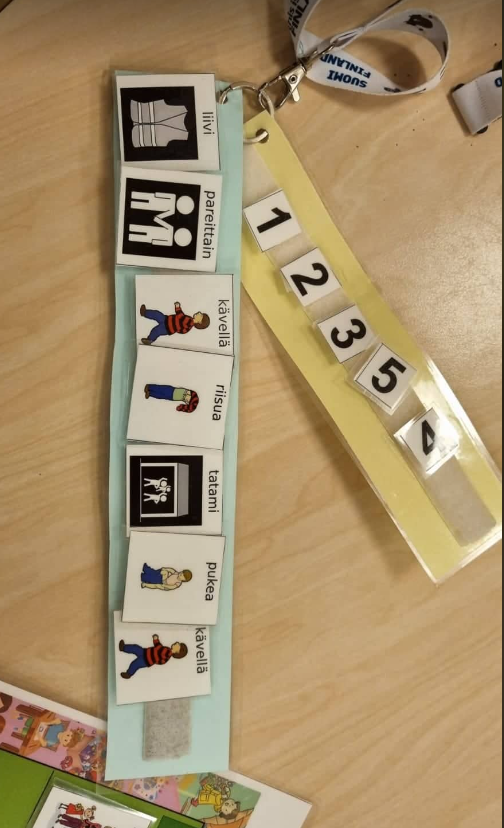 liivi
pareittain
kävellä
riisua
tatami
pukea
kävellä
1
2
3
5
4
SUOMI
FINLAND